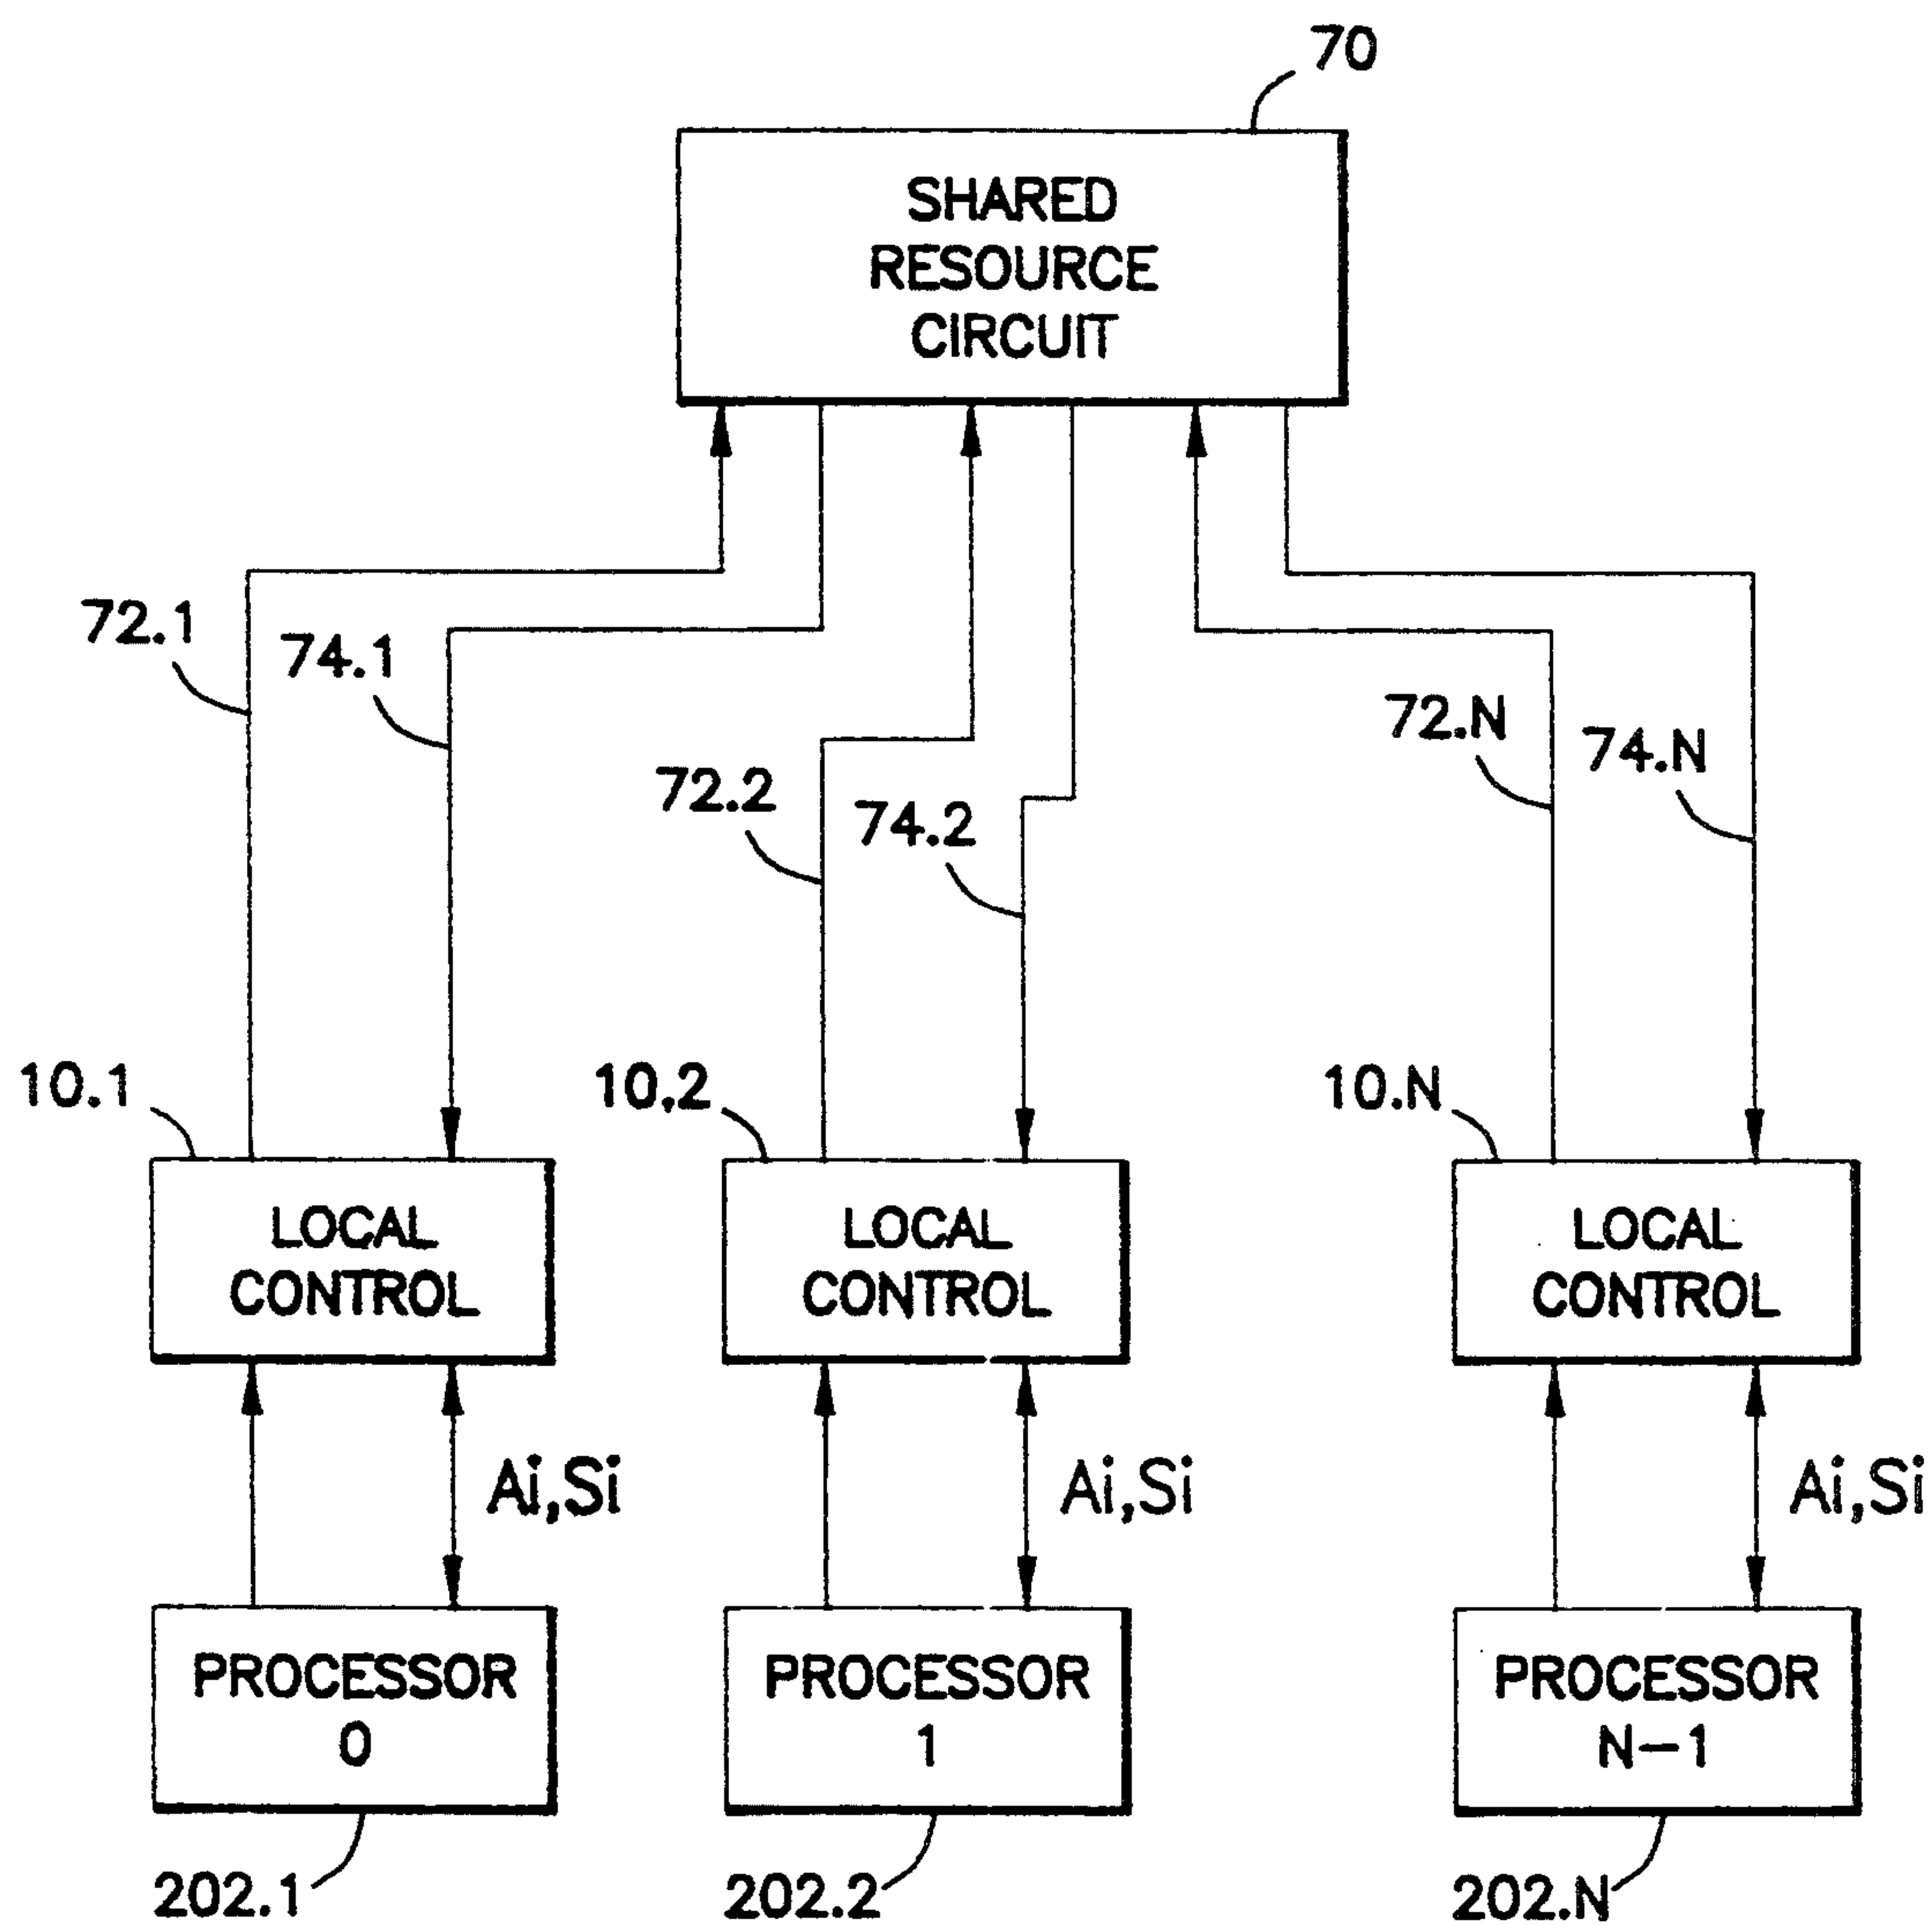 70
SHARED
RESOURCE
CIRCUIT
72.1
74.1
72.2
74.2
72.N
74.N
10.1
10,2
10.N
LOCAL
CONTROL
LOCAL
CONTROL
LOCAL
CONTROL
Ai,Si
Ai,Si
Ai,Si
PROCESSOR
0
PROCESSOR
1
PROCESSOR
N-1
202.1
202.2
202.N